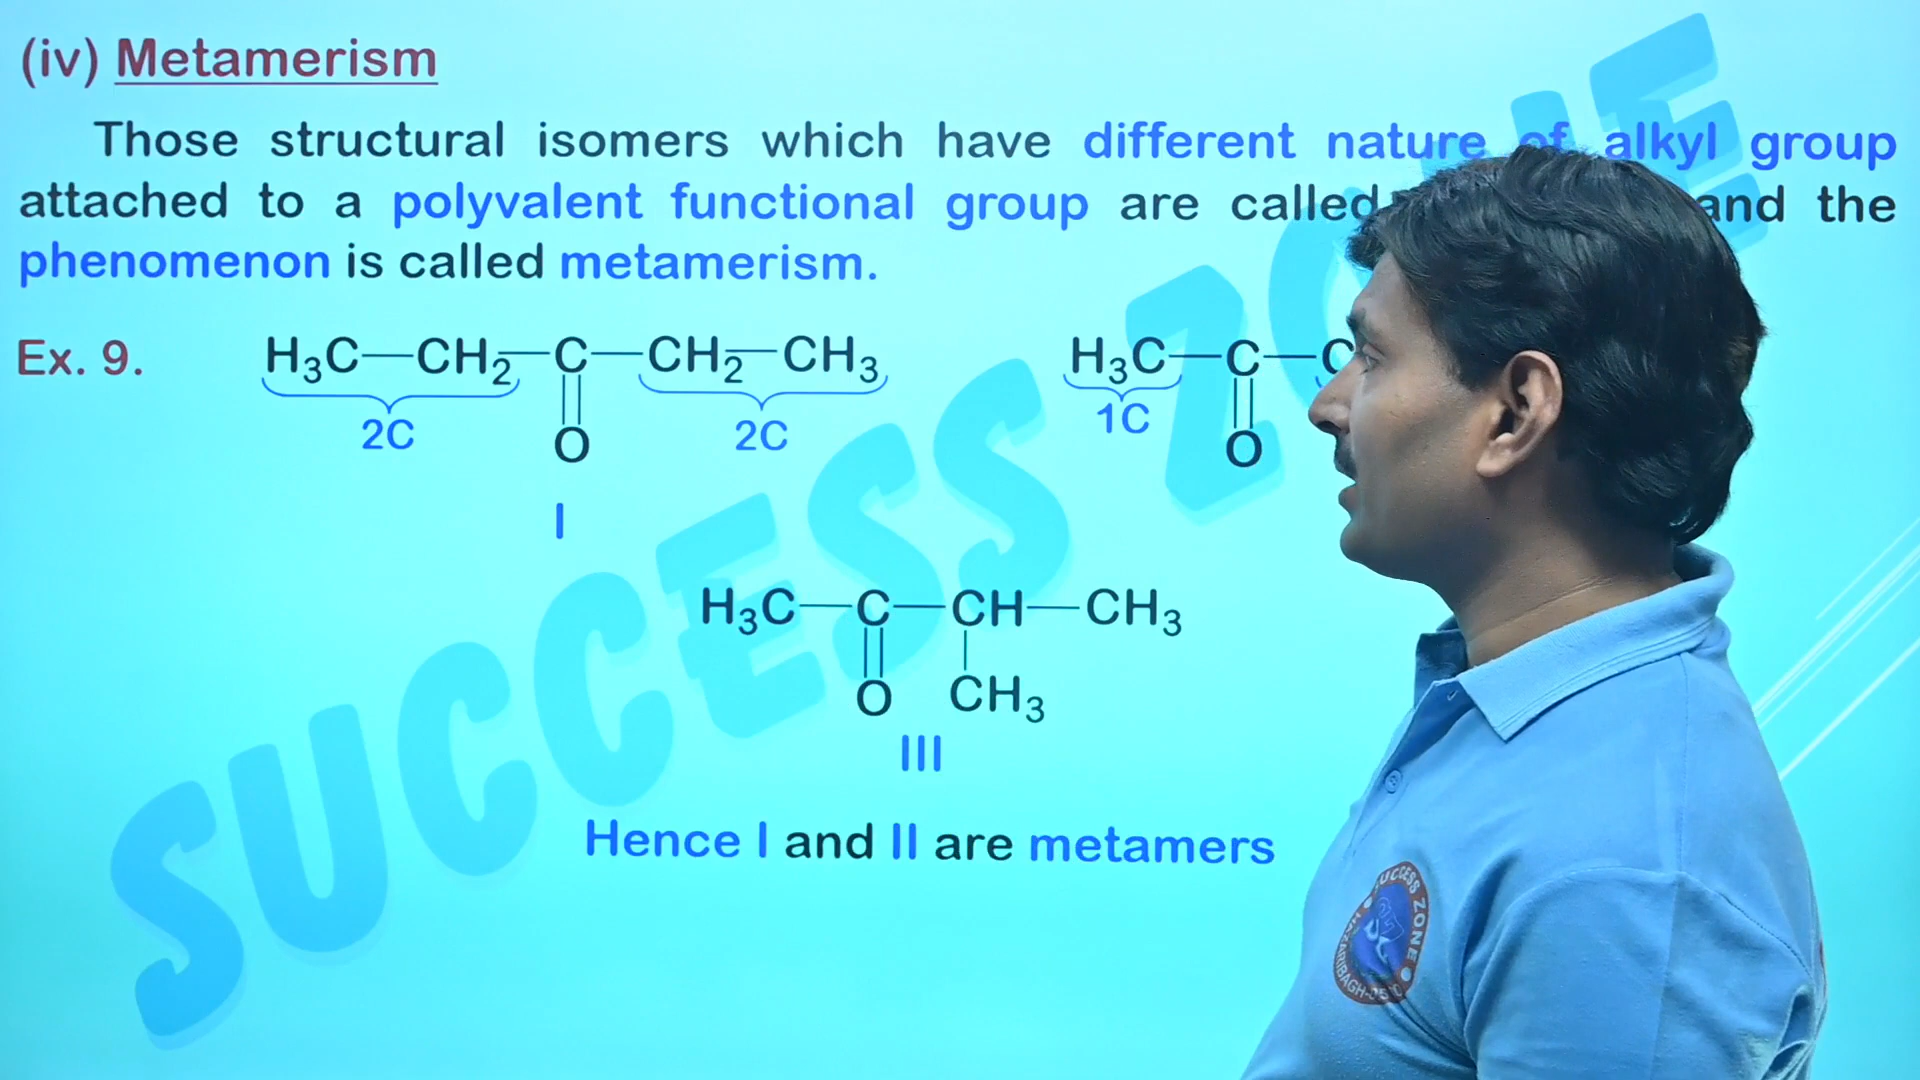 (iv) Metamerism
Those structural isomers which have different nature of alkyl group
attached to a polyvalent functional group are called and the
phenomenon is called metamerism.
Ex. 9. H₃C—CH₂—C—CH₂—CH₃ H₃C—C—C
2C O 2C 1C O
I
H₃C—C—CH—CH₃
O CH₃
III
Hence I and II are metamers
SUCCESS ZONE
SUCCESS ZONE